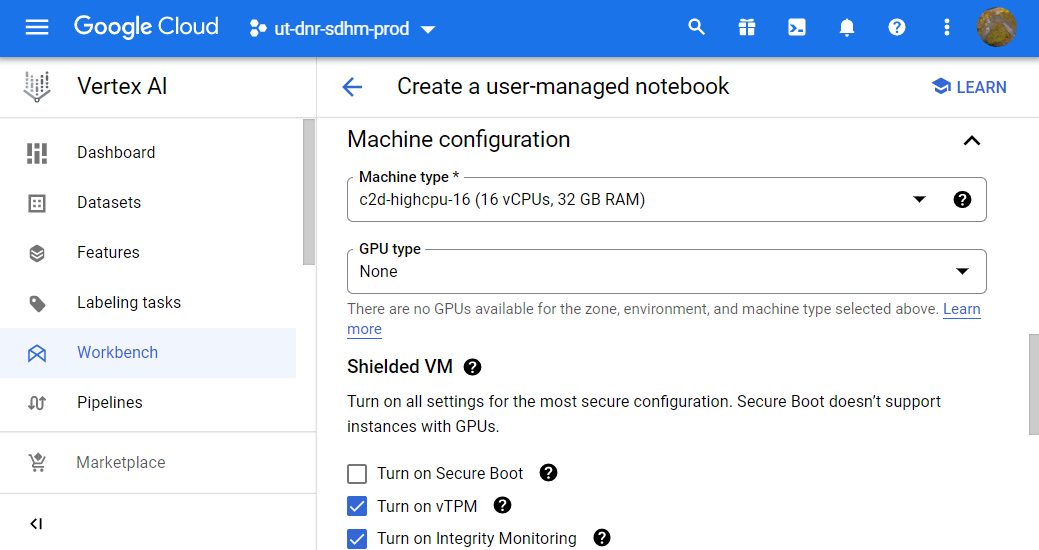 Google Cloud
ut-dnr-sdhm-prod
Vertex AI
Create a user-managed notebook
LEARN
Dashboard
Datasets
Features
Labeling tasks
Workbench
Pipelines
Marketplace
Machine configuration
Machine type *
c2d-highcpu-16 (16 vCPUs, 32 GB RAM)
GPU type
None
There are no GPUs available for the zone, environment, and machine type selected above. Learn
more
Shielded VM
Turn on all settings for the most secure configuration. Secure Boot doesn’t support
instances with GPUs.
Turn on Secure Boot
Turn on vTPM
Turn on Integrity Monitoring